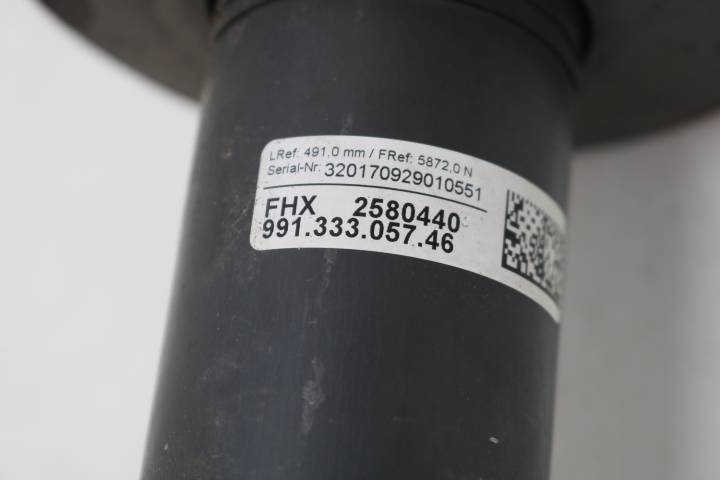 LRef: 491,0 mm / FRef: 5872,0 N
Serial-Nr: 320170929010551
FHX 2580440
991.333.057.46